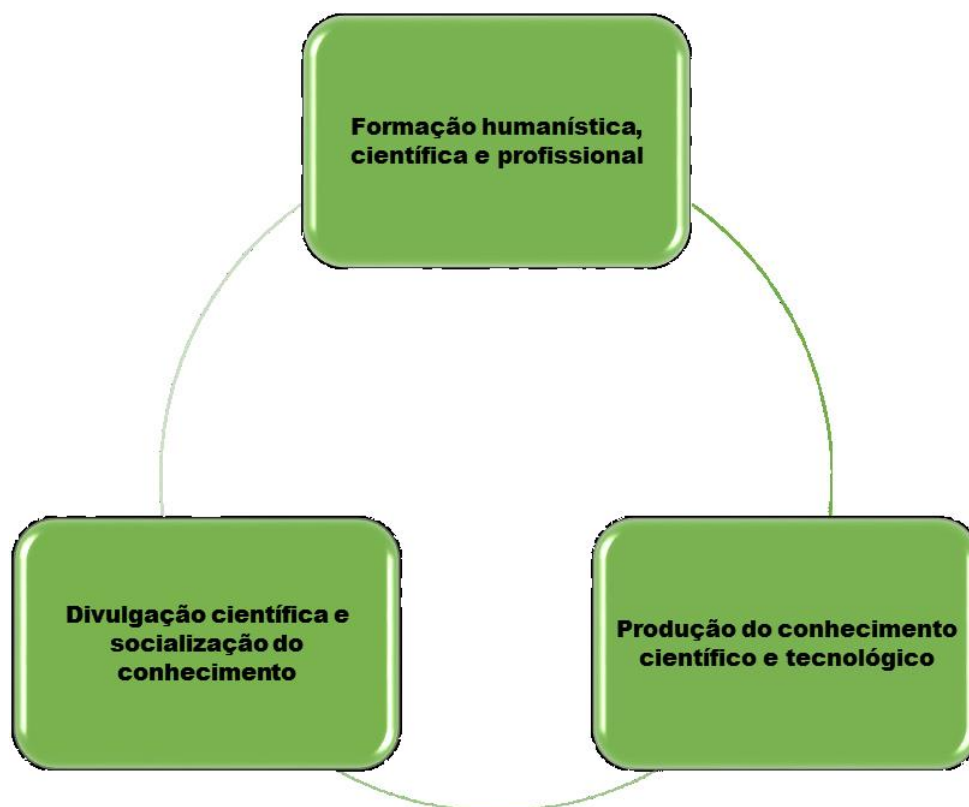 Formação humanística,
científica e profissional
Divulgação científica e
socialização do
conhecimento
Produção do conhecimento
científico e tecnológico